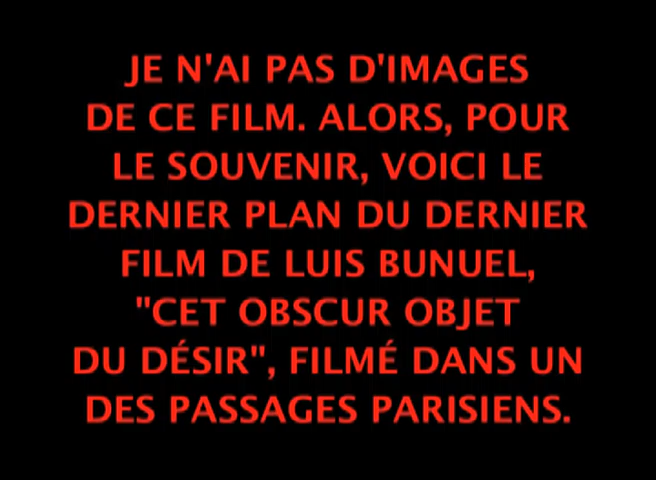 JE N'AI PAS D'IMAGES
DE CE FILM. ALORS, POUR
LE SOUVENIR, VOICI LE
DERNIER PLAN DU DERNIER
FILM DE LUIS BUNUEL,
"CET OBSCUR OBJET
DU DÉSIR", FILMÉ DANS UN
DES PASSAGES PARISIENS.